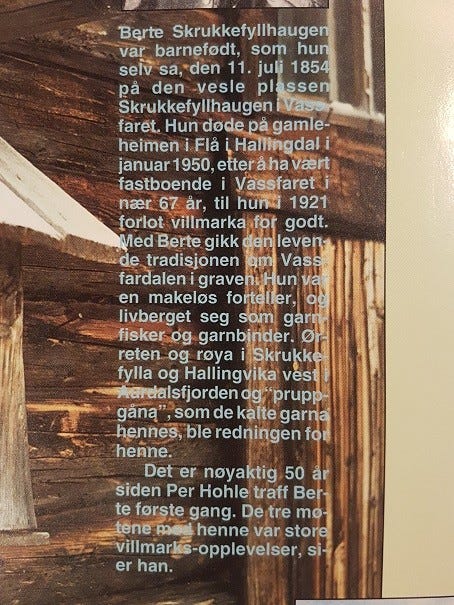 Berte Skrukkefyllhaugen
var barnefødt, som hun
selv sa, den 11. juli 1854
på den vesle plassen
Skrukkefyllhaugen i Vass-
faret. Hun døde på gamle-
heimen i Flå i Hallingdal i
januar 1950, etter å ha vært
fastboende i Vassfaret i
nær 67 år, til hun i 1921
forlot villmarka for godt.
Med Berte gikk den leven-
de tradisjonen om Vass-
fardalen i graven. Hun var
en makeløs forteller, og
livberget seg som garn-
fisker og garnbinder. Ør-
reten og røya i Skrukke-
fylla og Hallingvika vest i
Aurdalsfjorden og "prupp-
gåna", som de kalte garna
hennes, ble redningen for
henne.
Det er nøyaktig 50 år
siden Per Hohle traff Ber-
te første gang. De tre mø-
tene med henne var store
villmarks-opplevelser, si-
er han.